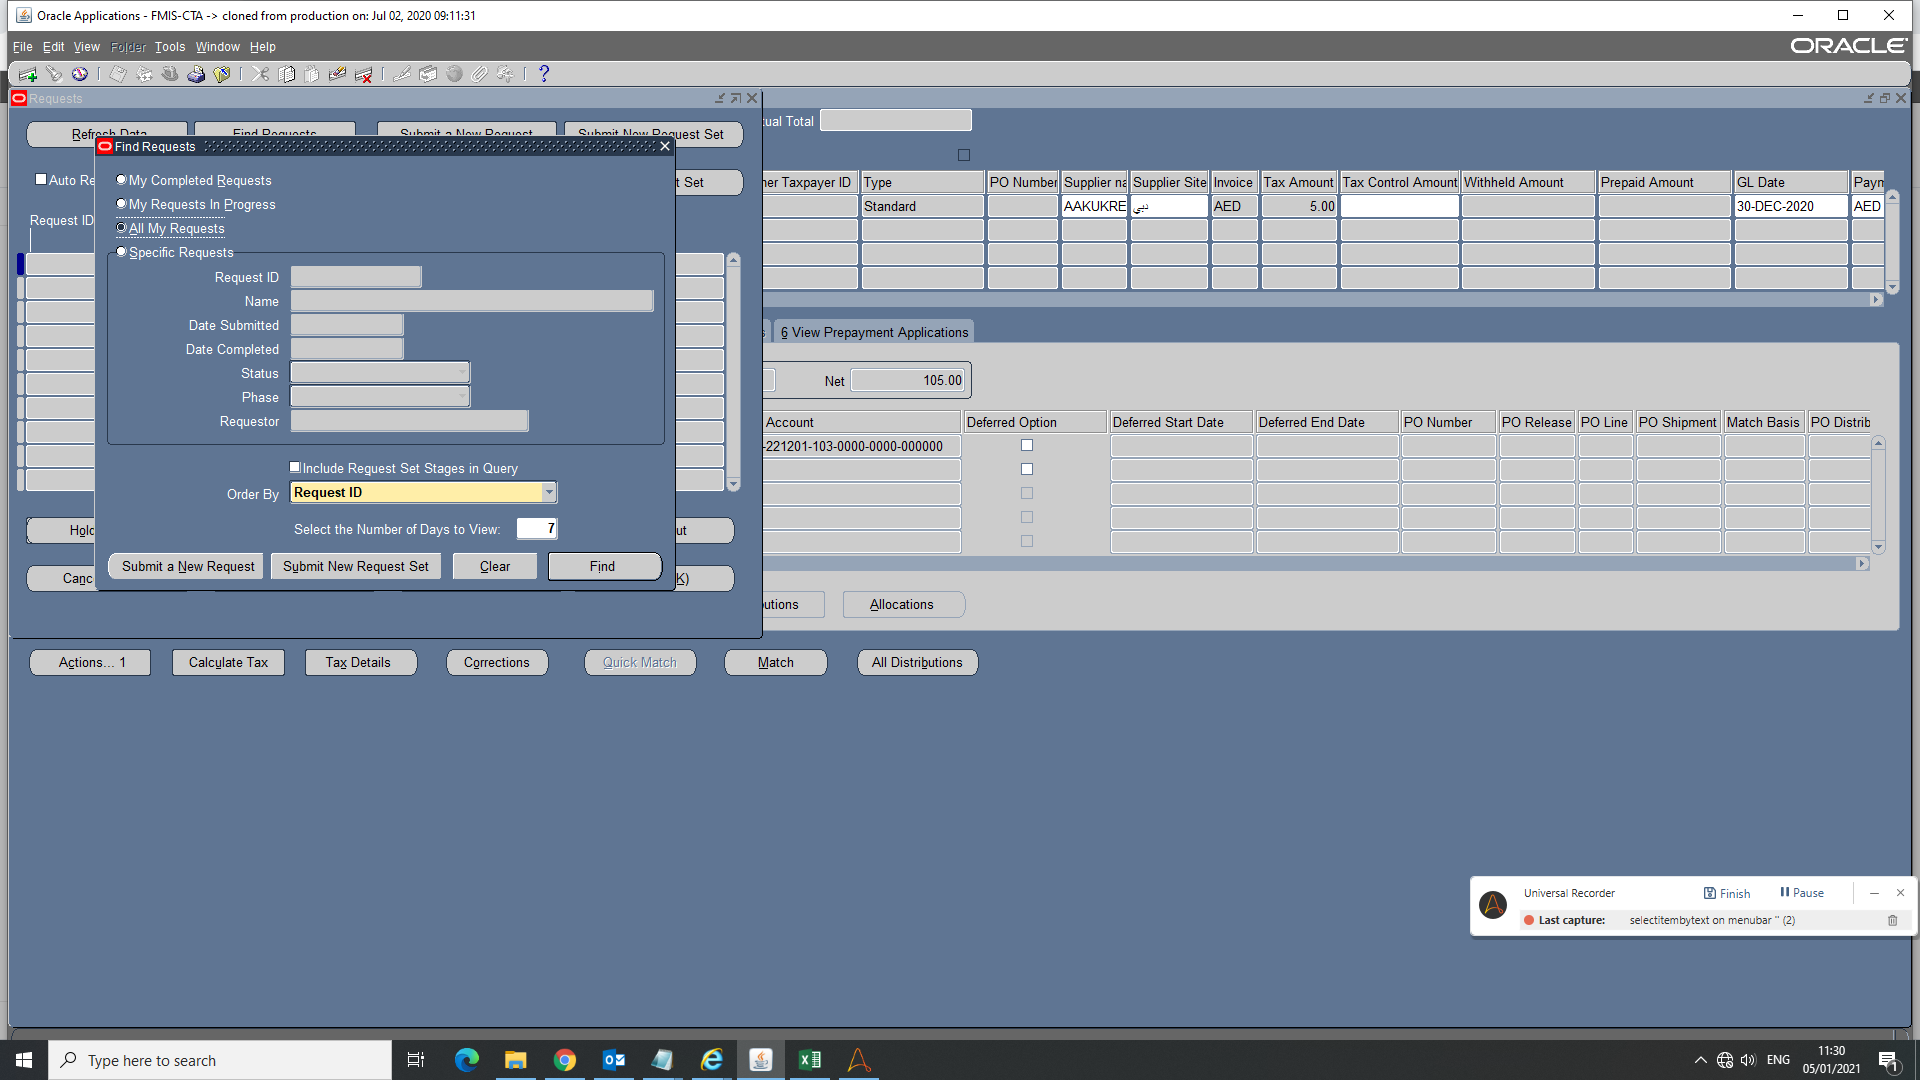 Oracle Applications - FMIS-CTA -> cloned from production on: Jul 02, 2020 09:11:31
File Edit View Folder Tools Window Help
ORACLE
Requests
Refresh Data Find Requests Submit a New Request Submit New Request Set
Find Requests
tual Total
Auto Re
t Set
Request ID
My Completed Requests
My Requests In Progress
All My Requests
Specific Requests
Request ID
Name
Date Submitted
Date Completed
Status
Phase
Requestor
Include Request Set Stages in Query
Order By Request ID
Select the Number of Days to View: 7
Submit a New Request Submit New Request Set Clear Find
Hold
Canc
ut
K)
ner Taxpayer ID Type PO Number Supplier na Supplier Site Invoice Tax Amount Tax Control Amount Withheld Amount Prepaid Amount GL Date Paym
Standard AAKUKRE دبي AED 5.00 30-DEC-2020 AED
s 6 View Prepayment Applications
Net 105.00
Account Deferred Option Deferred Start Date Deferred End Date PO Number PO Release PO Line PO Shipment Match Basis PO Distrib
-221201-103-0000-0000-000000
butions Allocations
Actions... 1 Calculate Tax Tax Details Corrections Quick Match Match All Distributions
Universal Recorder Finish Pause
Last capture: selectitembytext on menubar '' (2)
Type here to search
ENG
11:30
05/01/2021
1